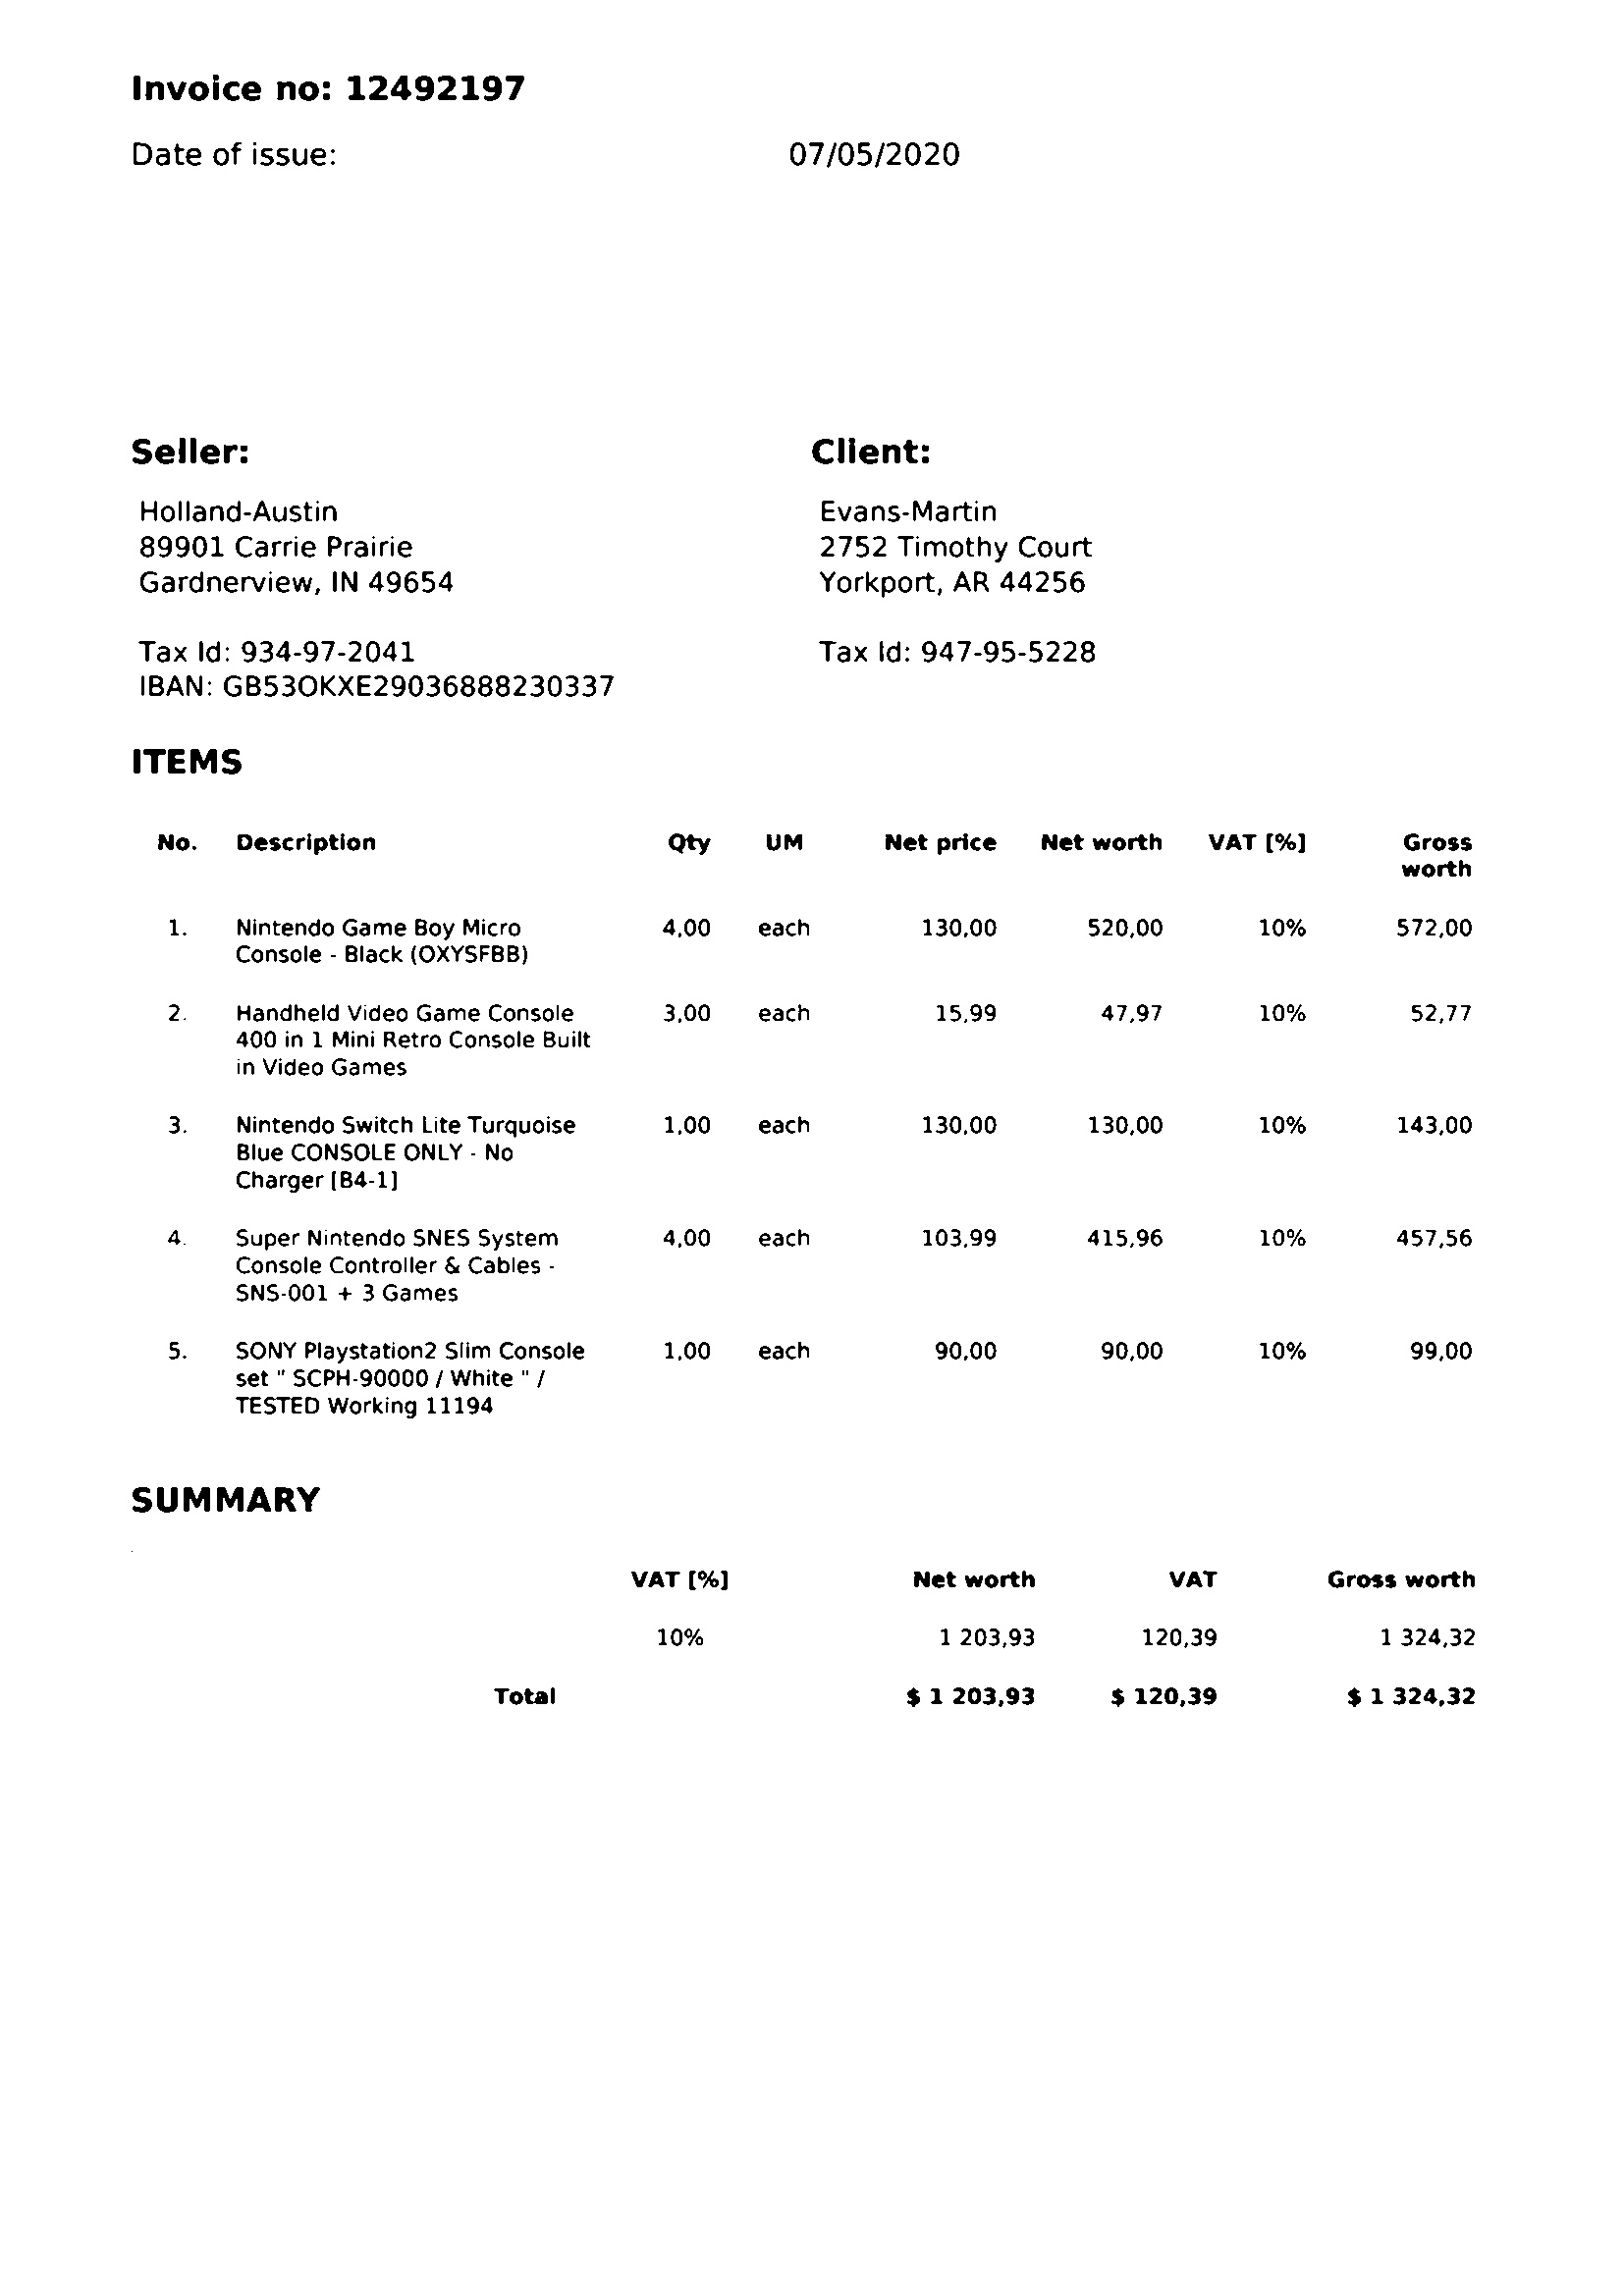 Invoice no: 12492197
Date of issue: 07/05/2020
Seller: Client:
Holland-Austin Evans-Martin
89901 Carrie Prairie 2752 Timothy Court
Gardnerview, IN 49654 Yorkport, AR 44256
Tax Id: 934-97-2041 Tax Id: 947-95-5228
IBAN: GB53OKXE29036888230337
ITEMS
No. Description Qty UM Net price Net worth VAT [%] Gross
worth
1. Nintendo Game Boy Micro 4,00 each 130,00 520,00 10% 572,00
Console - Black (OXYSFBB)
2. Handheld Video Game Console 3,00 each 15,99 47,97 10% 52,77
400 in 1 Mini Retro Console Built
in Video Games
3. Nintendo Switch Lite Turquoise 1,00 each 130,00 130,00 10% 143,00
Blue CONSOLE ONLY - No
Charger [B4-1]
4. Super Nintendo SNES System 4,00 each 103,99 415,96 10% 457,56
Console Controller & Cables -
SNS-001 + 3 Games
5. SONY Playstation2 Slim Console 1,00 each 90,00 90,00 10% 99,00
set " SCPH-90000 / White " /
TESTED Working 11194
SUMMARY
VAT [%] Net worth VAT Gross worth
10% 1 203,93 120,39 1 324,32
Total $ 1 203,93 $ 120,39 $ 1 324,32